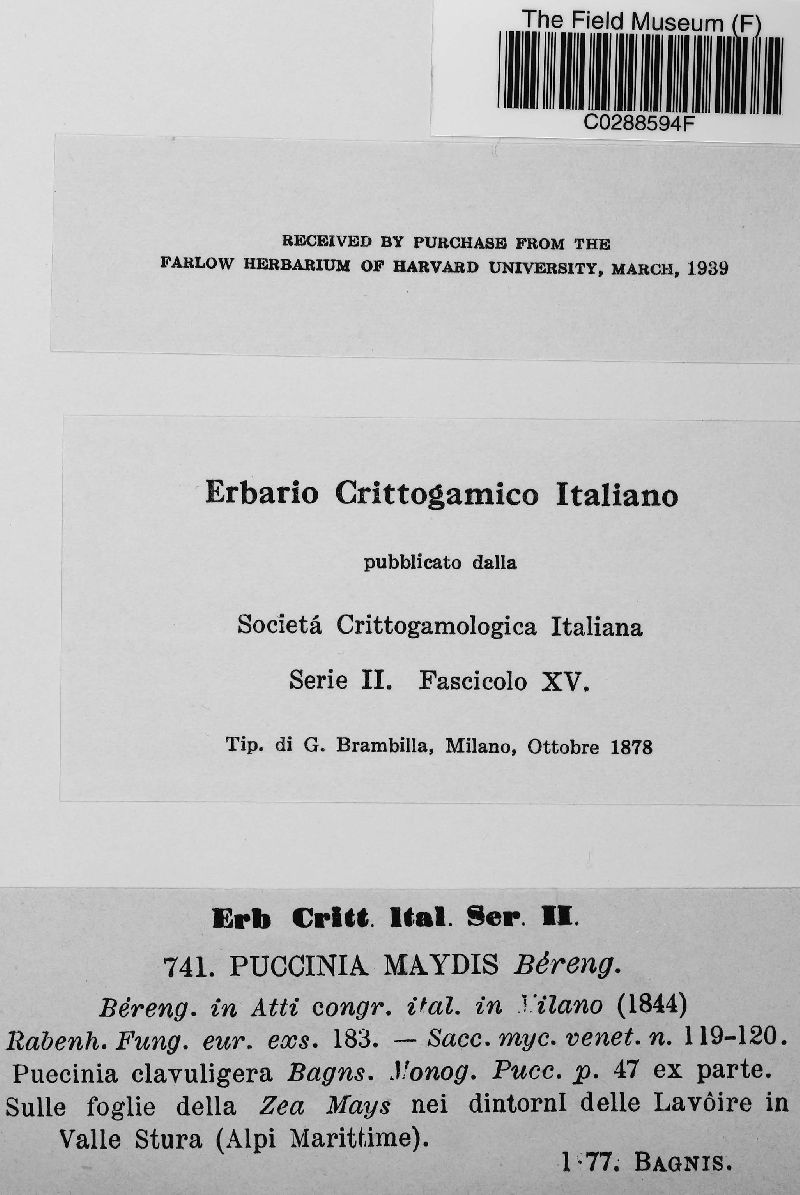 The Field Museum (F)
C0288594F
RECEIVED BY PURCHASE FROM THE
FARLOW HERBARIUM OF HARVARD UNIVERSITY, MARCH, 1939
Erbario Crittogamico Italiano
pubblicato dalla
Societá Crittogamologica Italiana
Serie II. Fascicolo XV.
Tip. di G. Brambilla, Milano, Ottobre 1878
Erb Critt. Ital. Ser. II.
741. PUCCINIA MAYDIS Béreng.
Béreng. in Atti congr. ital. in Milano (1844)
Rabenh. Fung. eur. exs. 183. — Sacc. myc. venet. n. 119-120.
Puecinia clavuligera Bagns. Monog. Pucc. p. 47 ex parte.
Sulle foglie della Zea Mays nei dintornI delle Lavôire in
Valle Stura (Alpi Marittime).
BAGNIS.